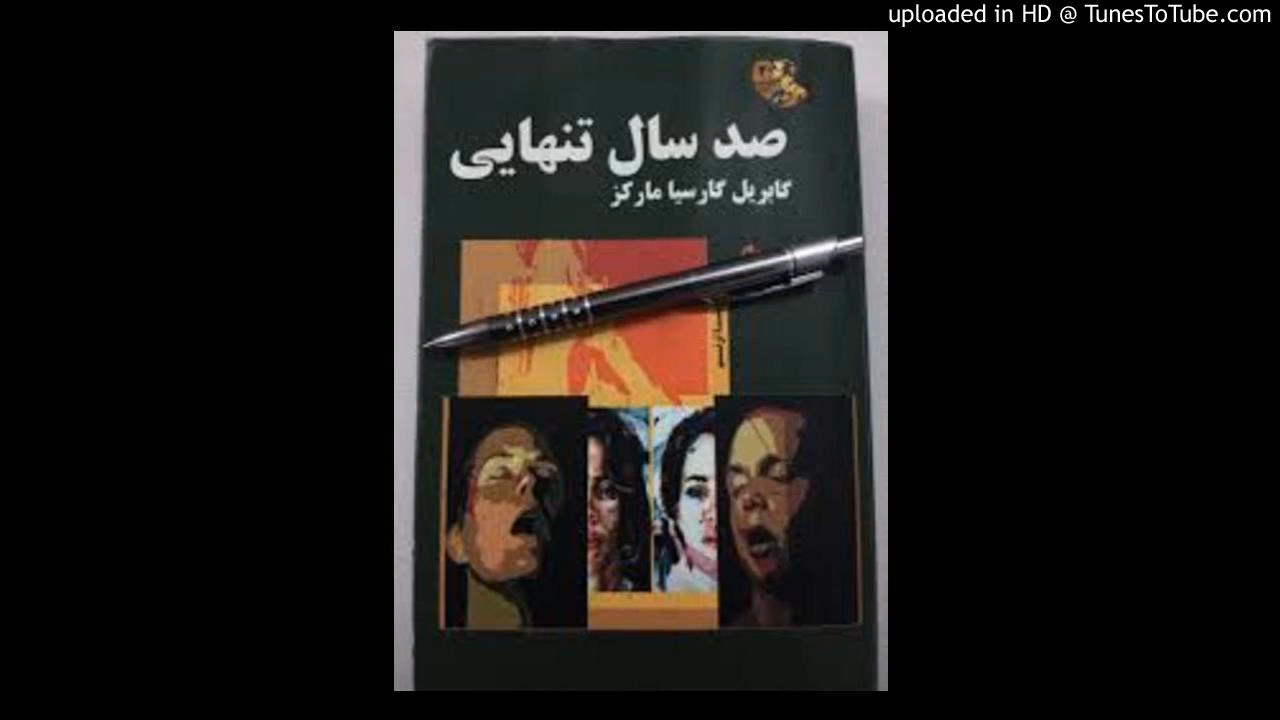 uploaded in HD @ TunesToTube.com
صد سال تنهایی
گابریل گارسیا مارکز